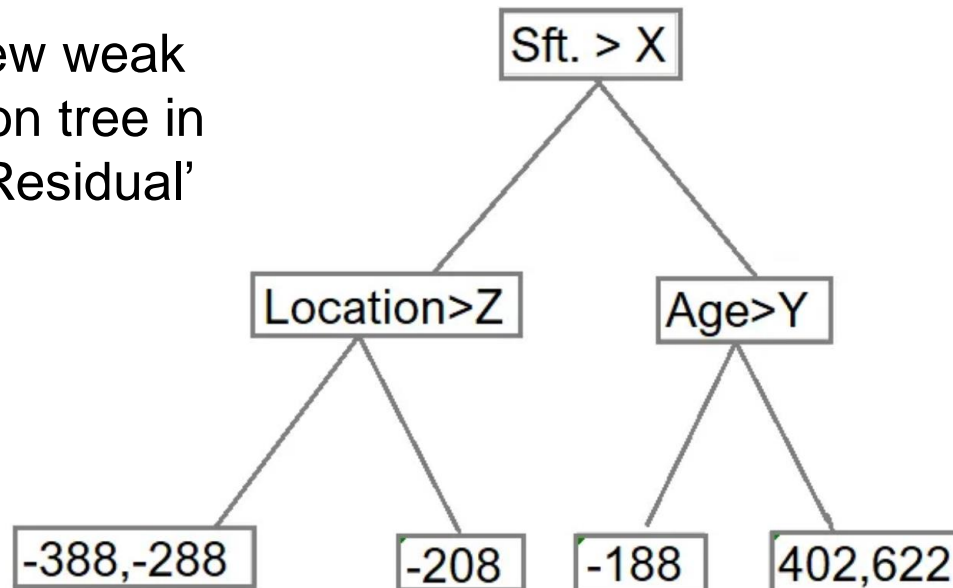 ew weak
on tree in
Residual’
Sft. > X
Location>Z
Age>Y
-388,-288
-208
-188
402,622